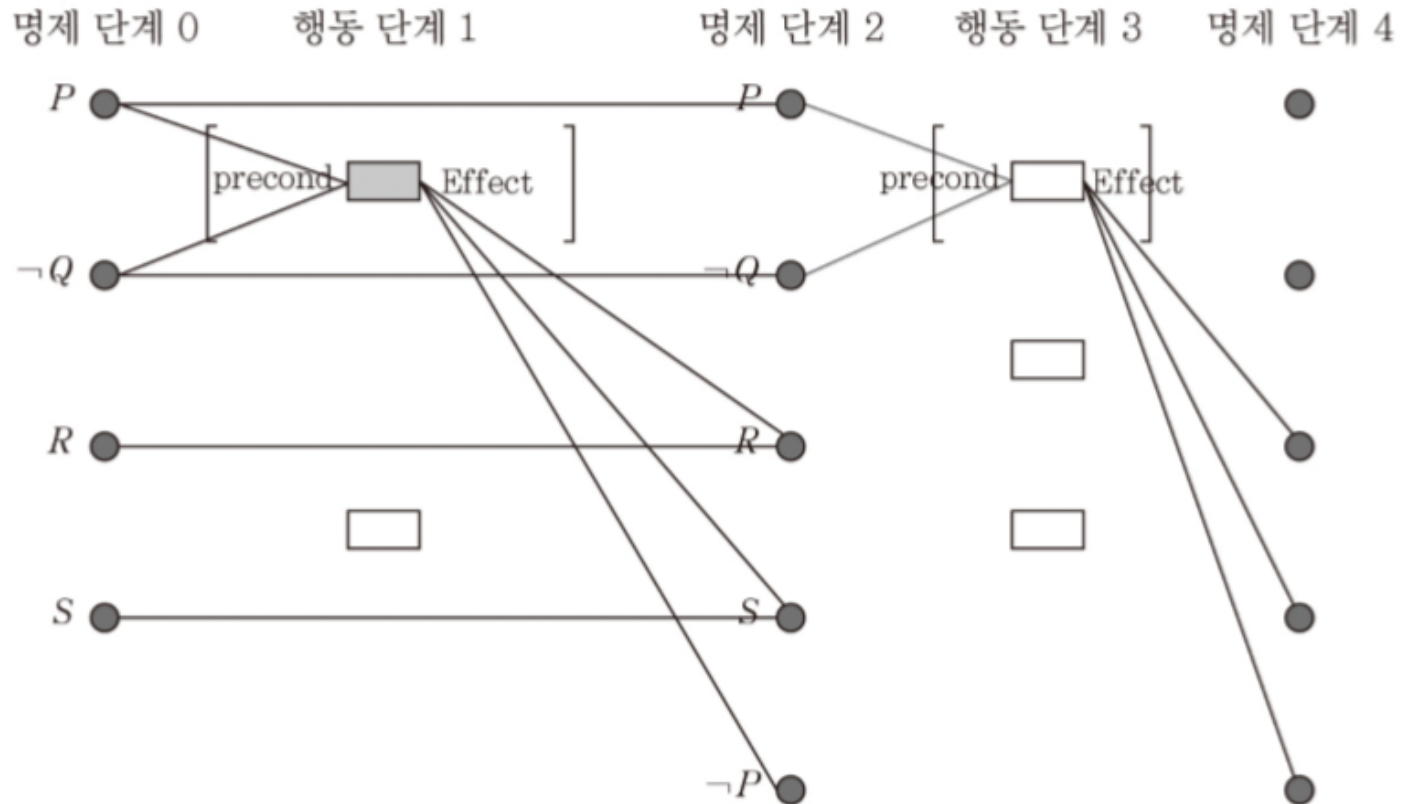 명제 단계 0 행동 단계 1 명제 단계 2 행동 단계 3 명제 단계 4
P P
precond Effect precond Effect
¬Q ¬Q
R R
S S
¬P